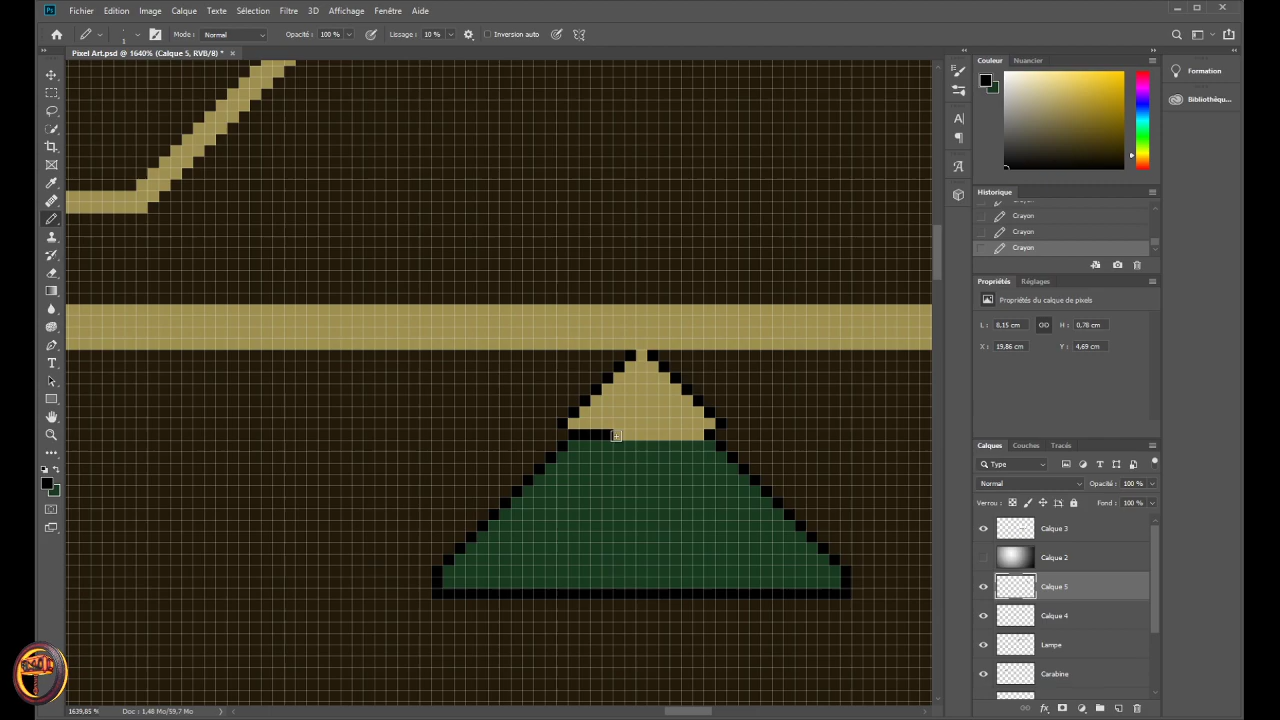 Ps Fichier Edition Image Calque Texte Sélection Filtre 3D Affichage Fenêtre Aide
1 Mode : Normal Opacité : 100 % Lissage : 10 % Inversion auto
Pixel Art.psd @ 1640% (Calque 5, RVB/8) *
Couleur Nuancier
Formation
Bibliothèqu...
Historique
Crayon
Crayon
Crayon
Propriétés Réglages
Propriétés du calque de pixels
L : 8,15 cm H : 0,78 cm
X : 19,86 cm Y : 4,69 cm
Calques Couches Tracés
Type
Normal Opacité : 100 %
Verrou : Fond : 100 %
Calque 3
Calque 2
Calque 5
Calque 4
Lampe
Carabine
1639,85 % Doc : 1,48 Mo/59,7 Mo